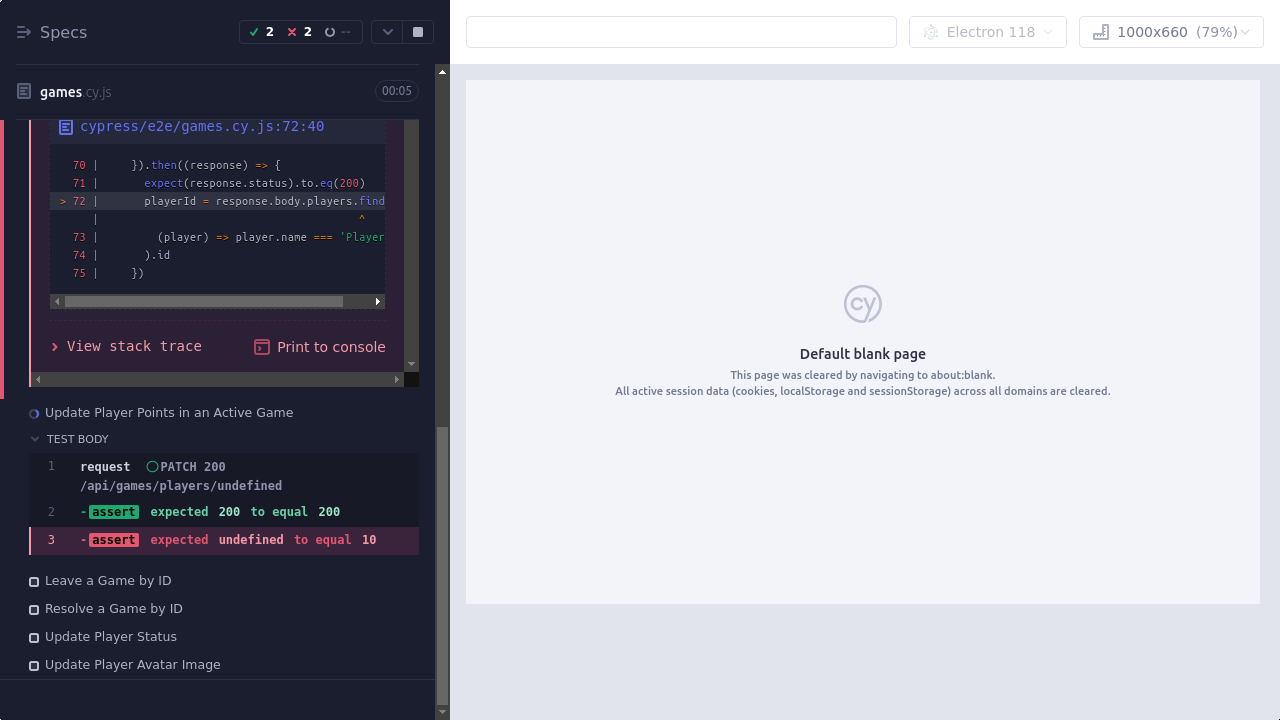 Specs
2
2
--
games.cy.js
00:05
cypress/e2e/games.cy.js:72:40
70 | }).then((response) => {
71 | expect(response.status).to.eq(200)
> 72 | playerId = response.body.players.find
| ^
73 | (player) => player.name === 'Player
74 | ).id
75 | })
View stack trace
Print to console
Update Player Points in an Active Game
TEST BODY
1 request PATCH 200
/api/games/players/undefined
2 -assert expected 200 to equal 200
3 -assert expected undefined to equal 10
Leave a Game by ID
Resolve a Game by ID
Update Player Status
Update Player Avatar Image
Electron 118
1000x660 (79%)
cy
Default blank page
This page was cleared by navigating to about:blank.
All active session data (cookies, localStorage and sessionStorage) across all domains are cleared.